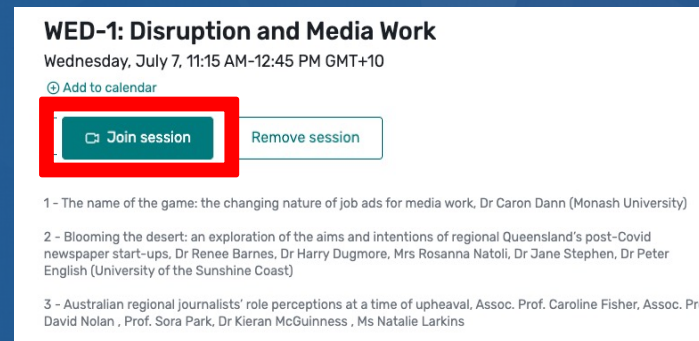 WED-1: Disruption and Media Work
Wednesday, July 7, 11:15 AM-12:45 PM GMT+10
Add to calendar
Join session Remove session
1 - The name of the game: the changing nature of job ads for media work, Dr Caron Dann (Monash University)
2 - Blooming the desert: an exploration of the aims and intentions of regional Queensland's post-Covid
newspaper start-ups, Dr Renee Barnes, Dr Harry Dugmore, Mrs Rosanna Natoli, Dr Jane Stephen, Dr Peter
English (University of the Sunshine Coast)
3 - Australian regional journalists' role perceptions at a time of upheaval, Assoc. Prof. Caroline Fisher, Assoc.
David Nolan , Prof. Sora Park, Dr Kieran McGuinness , Ms Natalie Larkins